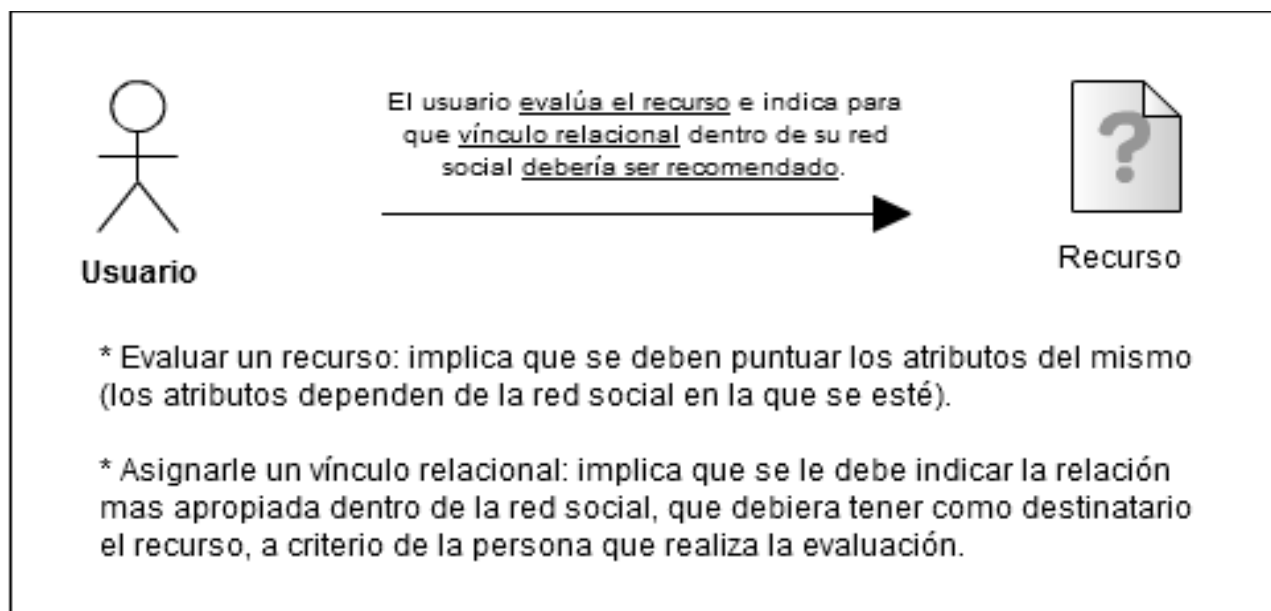 El usuario evalúa el recurso e indica para
que vínculo relacional dentro de su red
social debería ser recomendado.
?
Usuario
Recurso
* Evaluar un recurso: implica que se deben puntuar los atributos del mismo
(los atributos dependen de la red social en la que se esté).
* Asignarle un vínculo relacional: implica que se le debe indicar la relación
mas apropiada dentro de la red social, que debiera tener como destinatario
el recurso, a criterio de la persona que realiza la evaluación.